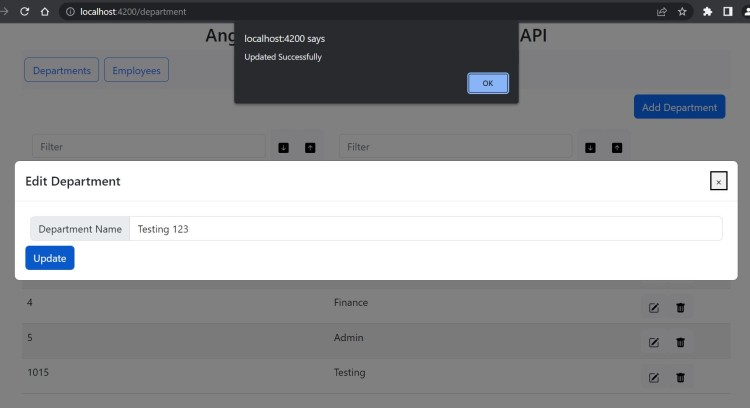 localhost:4200/department
Ang
API
localhost:4200 says
Updated Successfully
OK
Departments
Employees
Add Department
Filter
Filter
Edit Department
×
Department Name
Testing 123
Update
4
Finance
5
Admin
1015
Testing